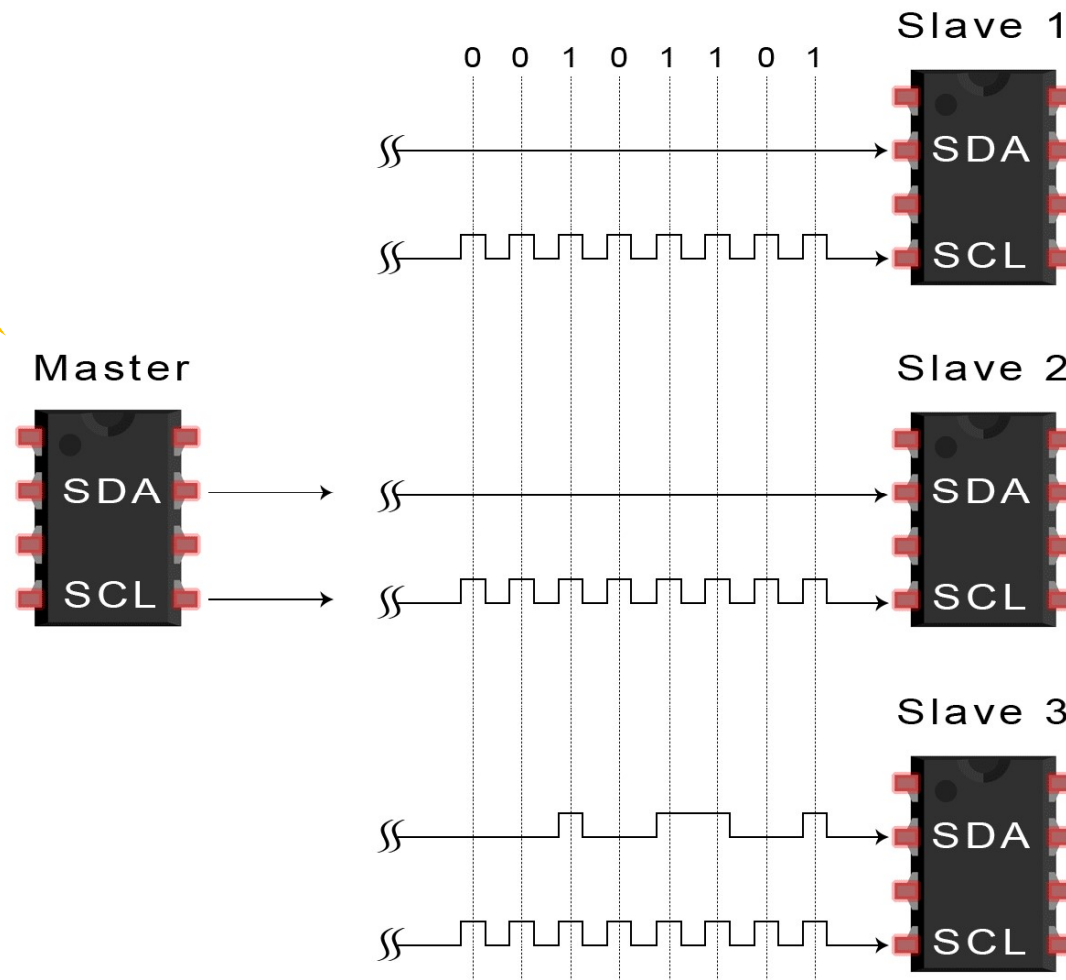 Slave 1
0 0 1 0 1 1 0 1
SDA
SCL
Master
SDA
SCL
Slave 2
SDA
SCL
Slave 3
SDA
SCL